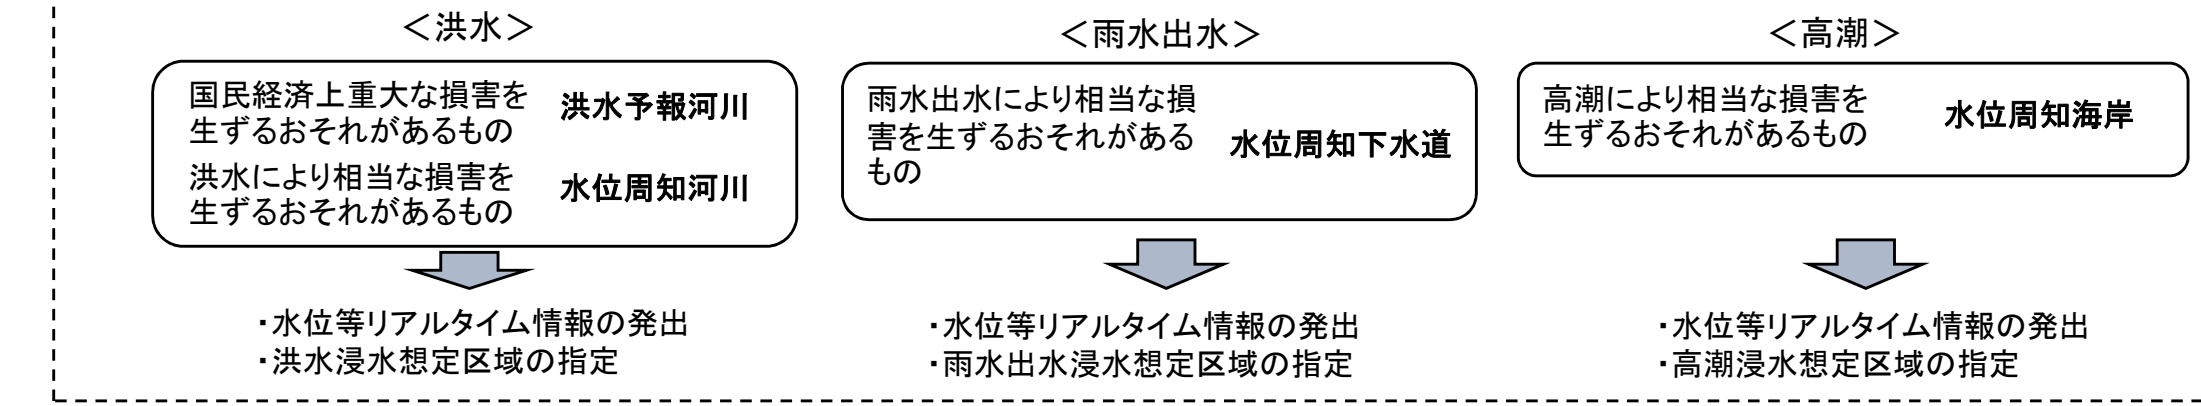 ＜洪水＞
国民経済上重大な損害を
生ずるおそれがあるもの
洪水予報河川
洪水により相当な損害を
生ずるおそれがあるもの
水位周知河川
・水位等リアルタイム情報の発出
・洪水浸水想定区域の指定
＜雨水出水＞
雨水出水により相当な損
害を生ずるおそれがある
もの
水位周知下水道
・水位等リアルタイム情報の発出
・雨水出水浸水想定区域の指定
＜高潮＞
高潮により相当な損害を
生ずるおそれがあるもの
水位周知海岸
・水位等リアルタイム情報の発出
・高潮浸水想定区域の指定